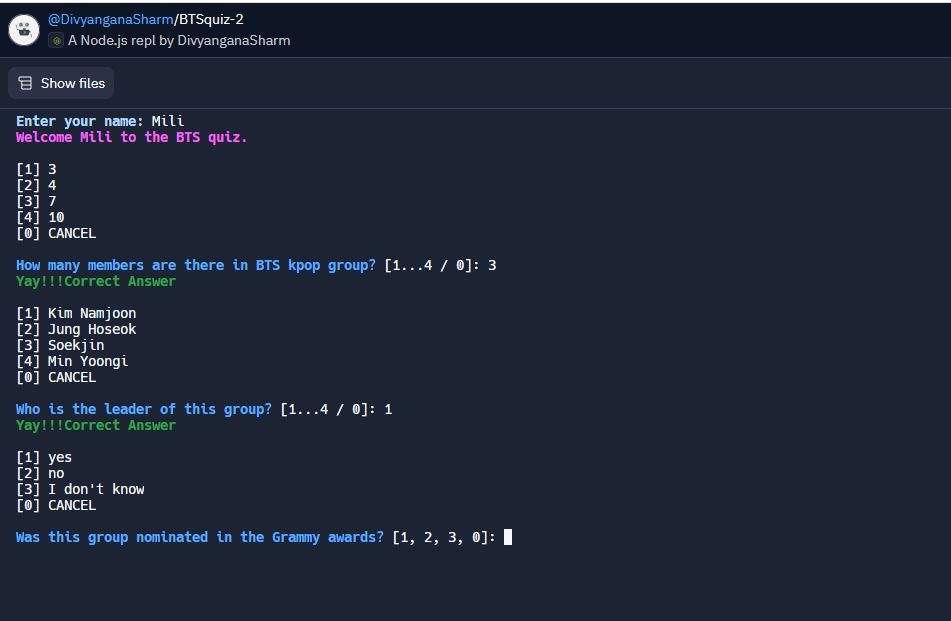 @DivyanganaSharm/BTSquiz-2
A Node.js repl by DivyanganaSharm
Show files
Enter your name: Mili
Welcome Mili to the BTS quiz.
[1] 3
[2] 4
[3] 7
[4] 10
[0] CANCEL
How many members are there in BTS kpop group? [1...4 / 0]: 3
Yay!!!Correct Answer
[1] Kim Namjoon
[2] Jung Hoseok
[3] Soekjin
[4] Min Yoongi
[0] CANCEL
Who is the leader of this group? [1...4 / 0]: 1
Yay!!!Correct Answer
[1] yes
[2] no
[3] I don't know
[0] CANCEL
Was this group nominated in the Grammy awards? [1, 2, 3, 0]: